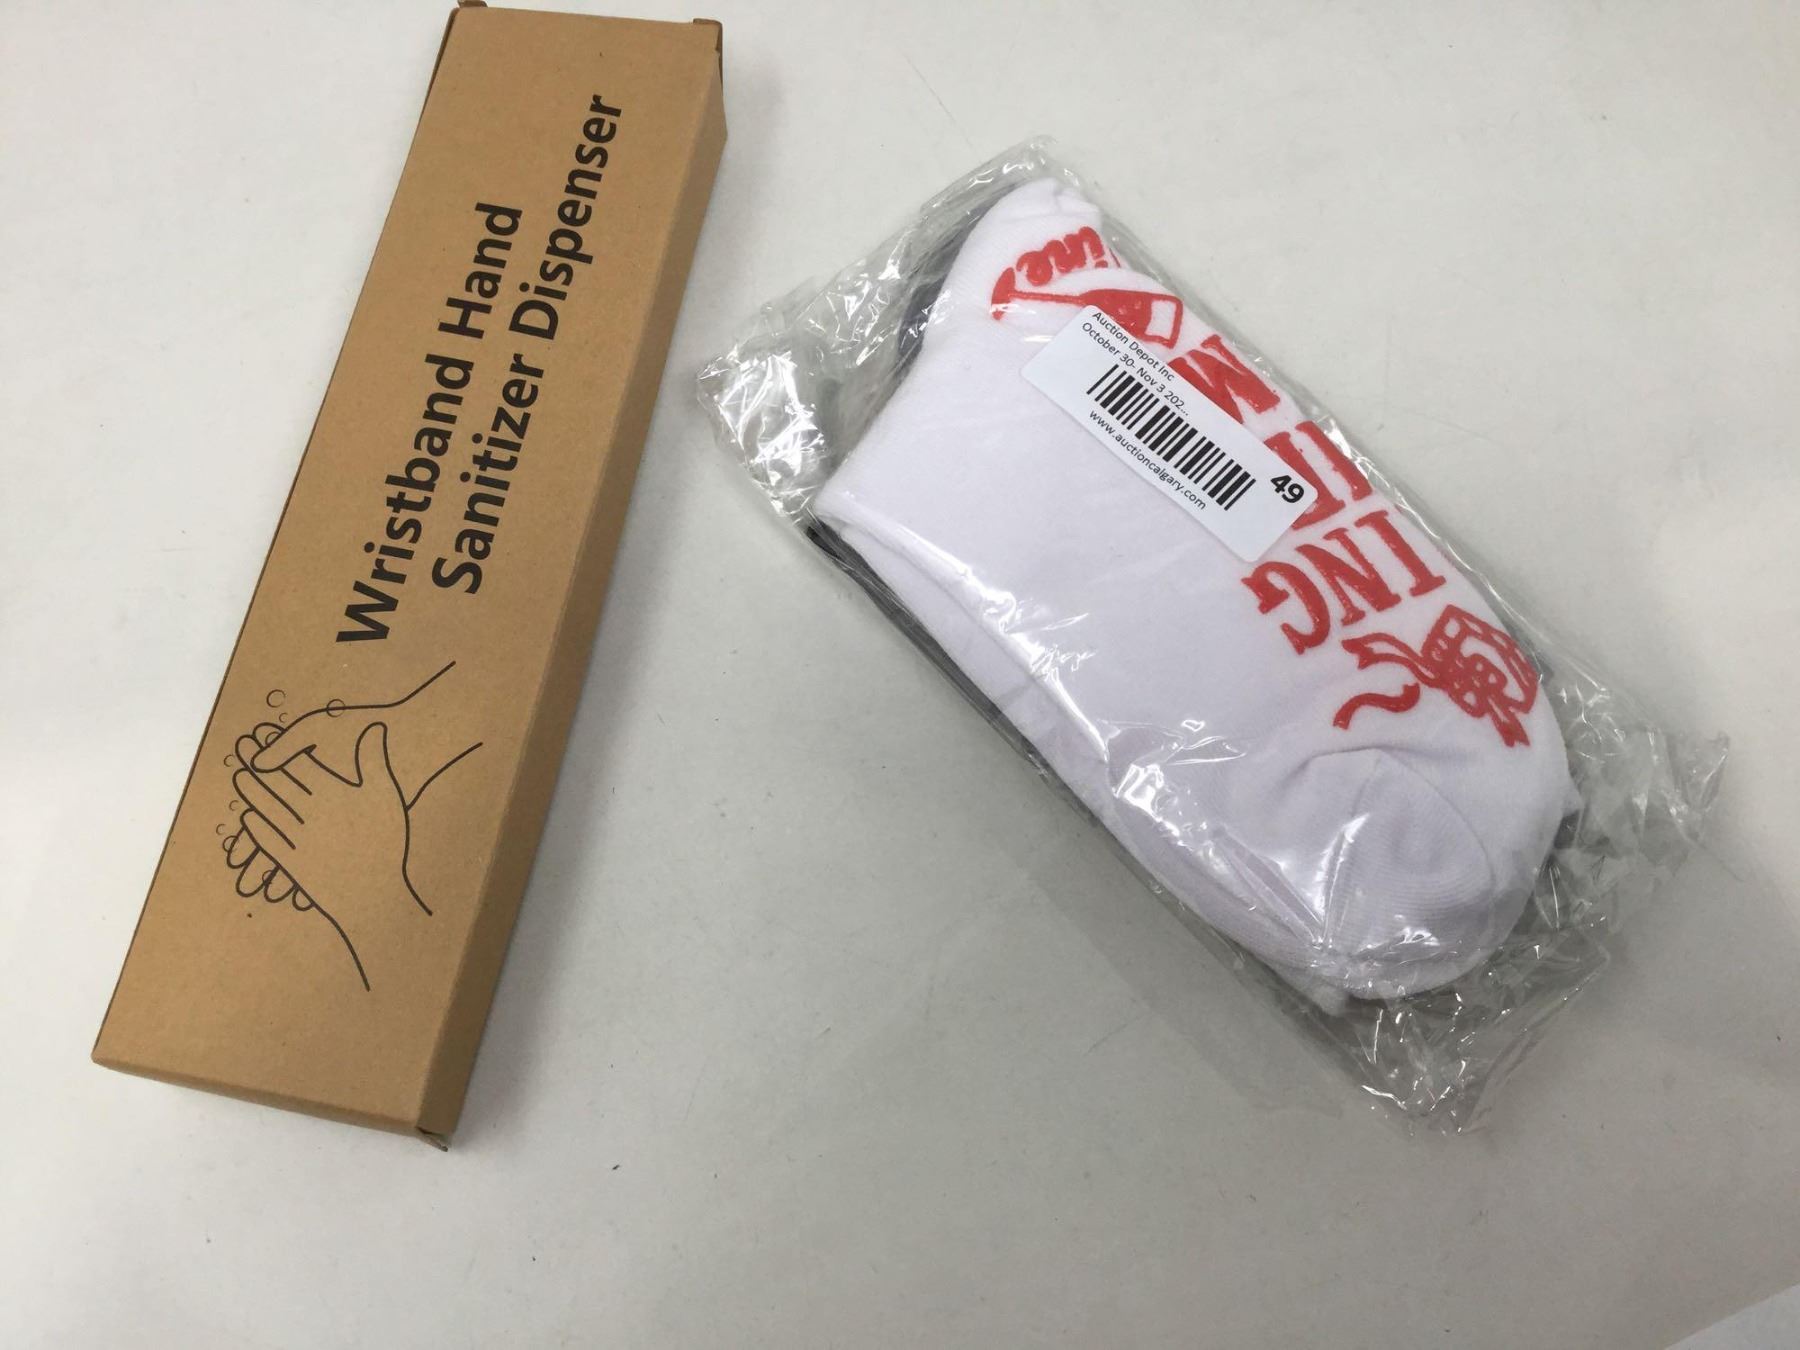 Wristband Hand
Sanitizer Dispenser
Auction Depot Inc
October 30- Nov 3 202...
www.auctioncalgary.com
49
ING